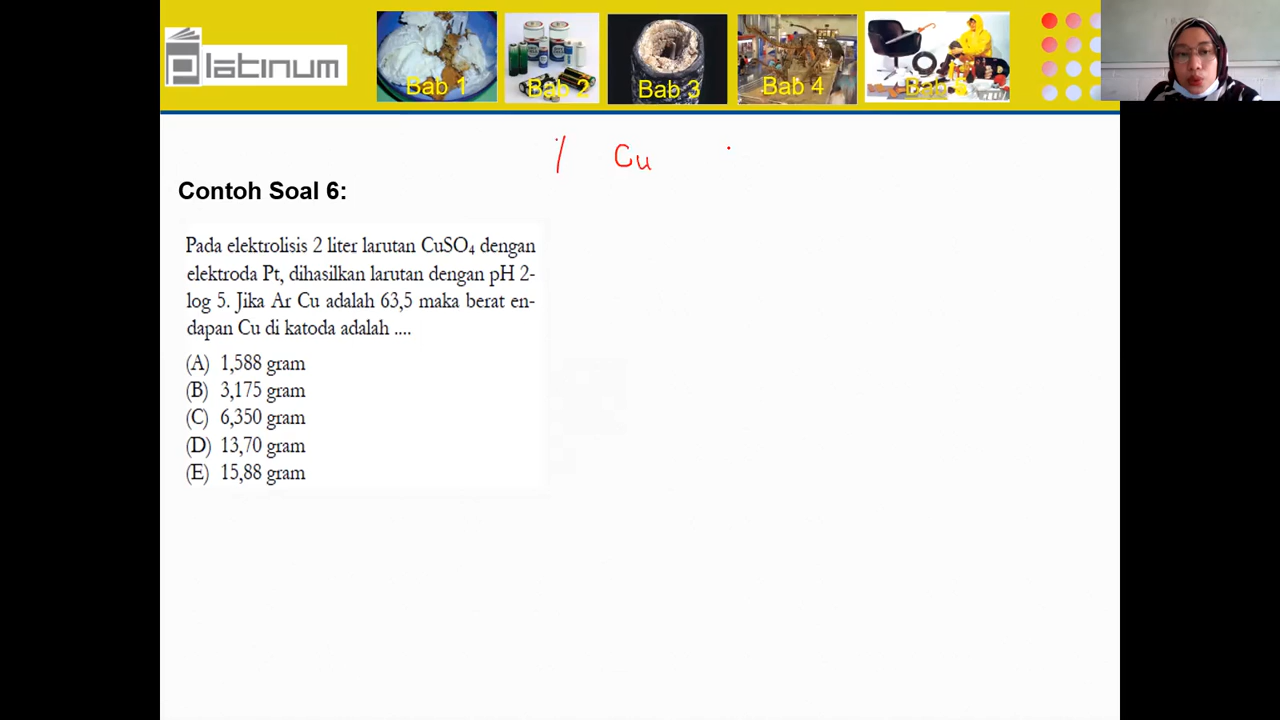 Platinum
Bab 1
Bab 2
Bab 3
Bab 4
Bab
Cu
Contoh Soal 6:
Pada elektrolisis 2 liter larutan CuSO₄ dengan
elektroda Pt, dihasilkan larutan dengan pH 2-
log 5. Jika Ar Cu adalah 63,5 maka berat en-
dapan Cu di katoda adalah ....
(A) 1,588 gram
(B) 3,175 gram
(C) 6,350 gram
(D) 13,70 gram
(E) 15,88 gram